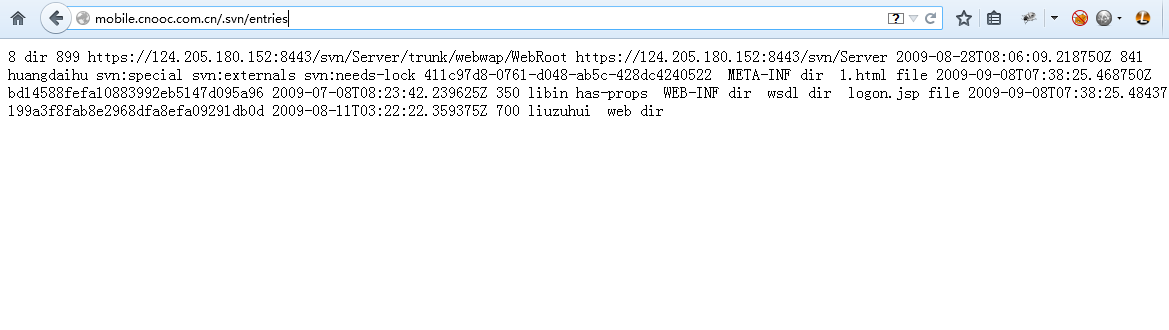 mobile.cnooc.com.cn/.svn/entries
8 dir 899 https://124.205.180.152:8443/svn/Server/trunk/webwap/WebRoot https://124.205.180.152:8443/svn/Server 2009-08-28T08:06:09.218750Z 841
huangdaihu svn:special svn:externals svn:needs-lock 411c97d8-0761-d048-ab5c-428dc4240522 META-INF dir 1.html file 2009-09-08T07:38:25.468750Z
bd14588fefa10883992eb5147d095a96 2009-07-08T08:23:42.239625Z 350 libin has-props WEB-INF dir wsdl dir logon.jsp file 2009-09-08T07:38:25.48437
199a3f8fab8e2968dfa8efa09291db0d 2009-08-11T03:22:22.359375Z 700 liuzuhui web dir